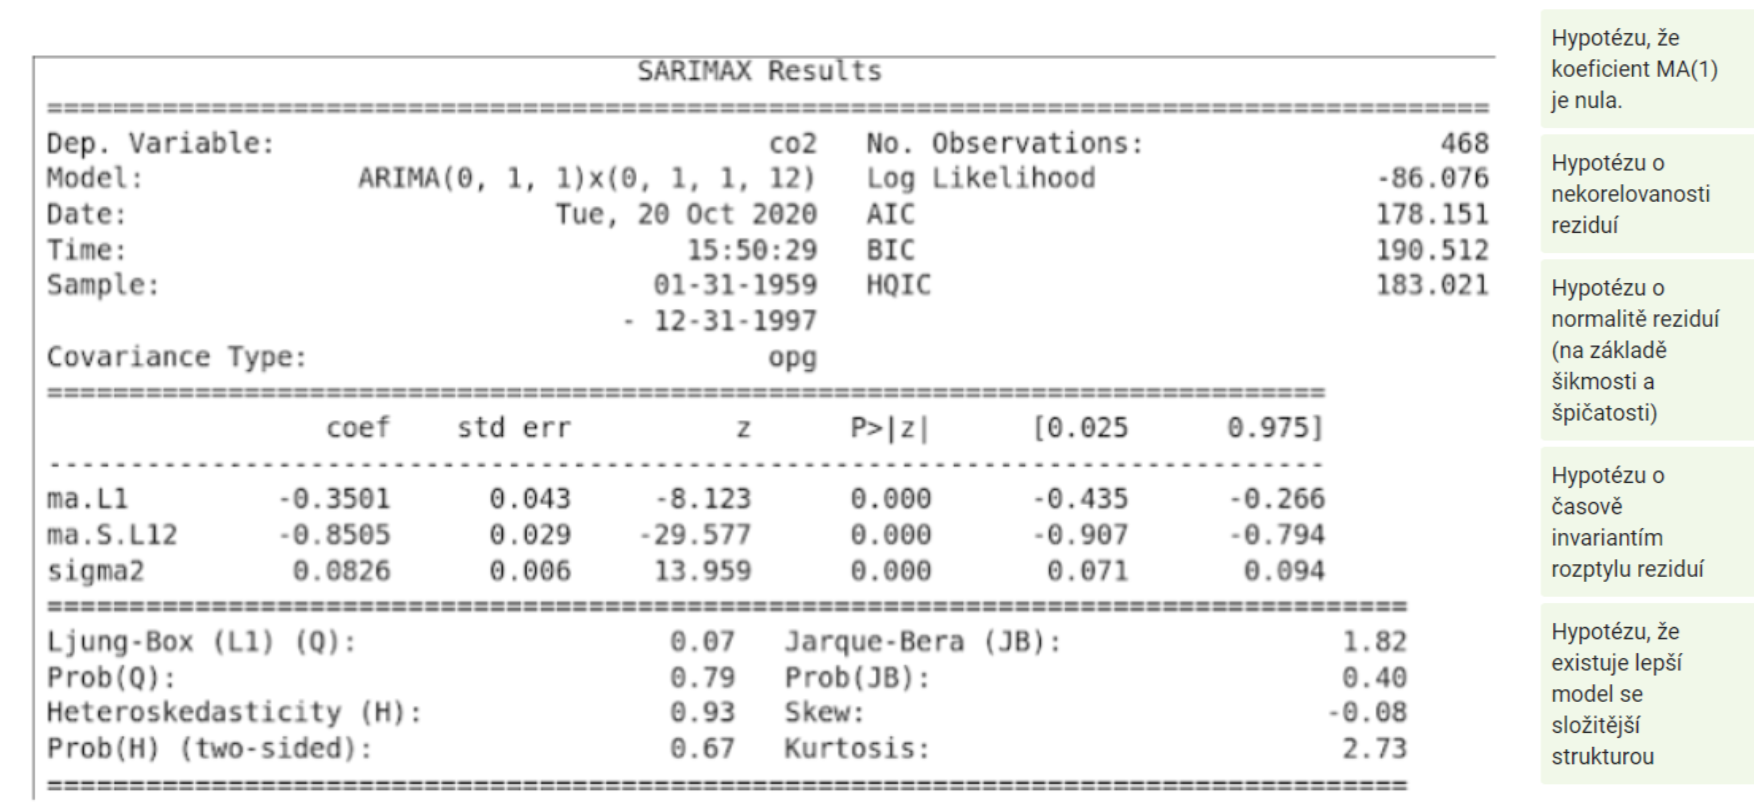 SARIMAX Results
==========================================================================================
Dep. Variable: co2 No. Observations: 468
Model: ARIMA(0, 1, 1)x(0, 1, 1, 12) Log Likelihood -86.076
Date: Tue, 20 Oct 2020 AIC 178.151
Time: 15:50:29 BIC 190.512
Sample: 01-31-1959 HQIC 183.021
- 12-31-1997
Covariance Type: opg
==============================================================================
coef std err z P>|z| [0.025 0.975]
------------------------------------------------------------------------------
ma.L1 -0.3501 0.043 -8.123 0.000 -0.435 -0.266
ma.S.L12 -0.8505 0.029 -29.577 0.000 -0.907 -0.794
sigma2 0.0826 0.006 13.959 0.000 0.071 0.094
===================================================================================
Ljung-Box (L1) (Q): 0.07 Jarque-Bera (JB): 1.82
Prob(Q): 0.79 Prob(JB): 0.40
Heteroskedasticity (H): 0.93 Skew: -0.08
Prob(H) (two-sided): 0.67 Kurtosis: 2.73
===================================================================================
Hypotézu, že
koeficient MA(1)
je nula.
Hypotézu o
nekorelovanosti
reziduí
Hypotézu o
normalitě reziduí
(na základě
šikmosti a
špičatosti)
Hypotézu o
časově
invariantím
rozptylu reziduí
Hypotézu, že
existuje lepší
model se
složitější
strukturou